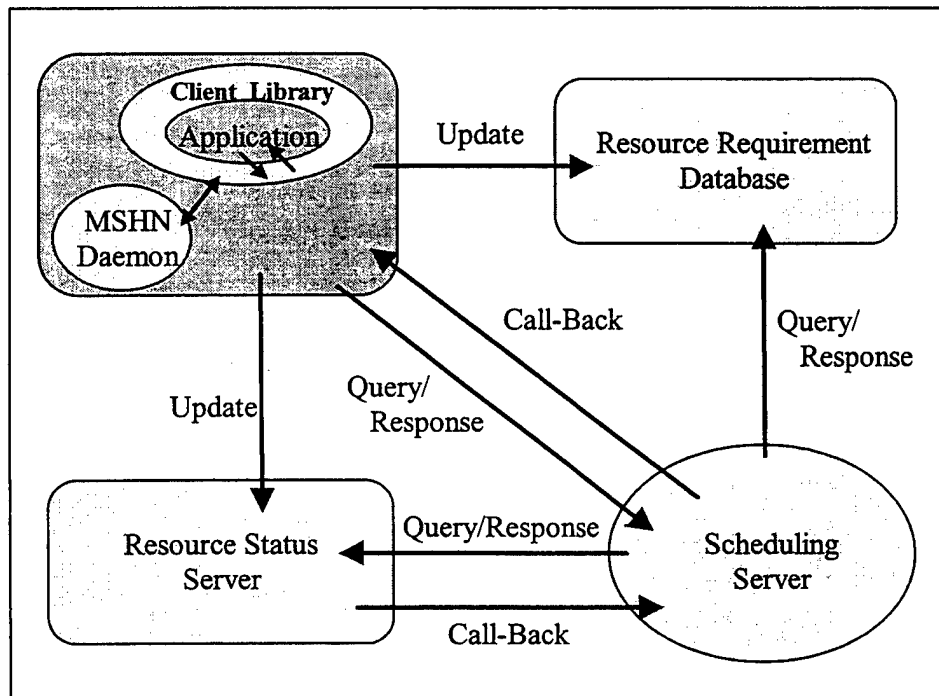 Client Library
Application
MSHN
Daemon
Update
Resource Requirement
Database
Call-Back
Query/
Response
Query/
Response
Update
Resource Status
Server
Query/Response
Call-Back
Scheduling
Server